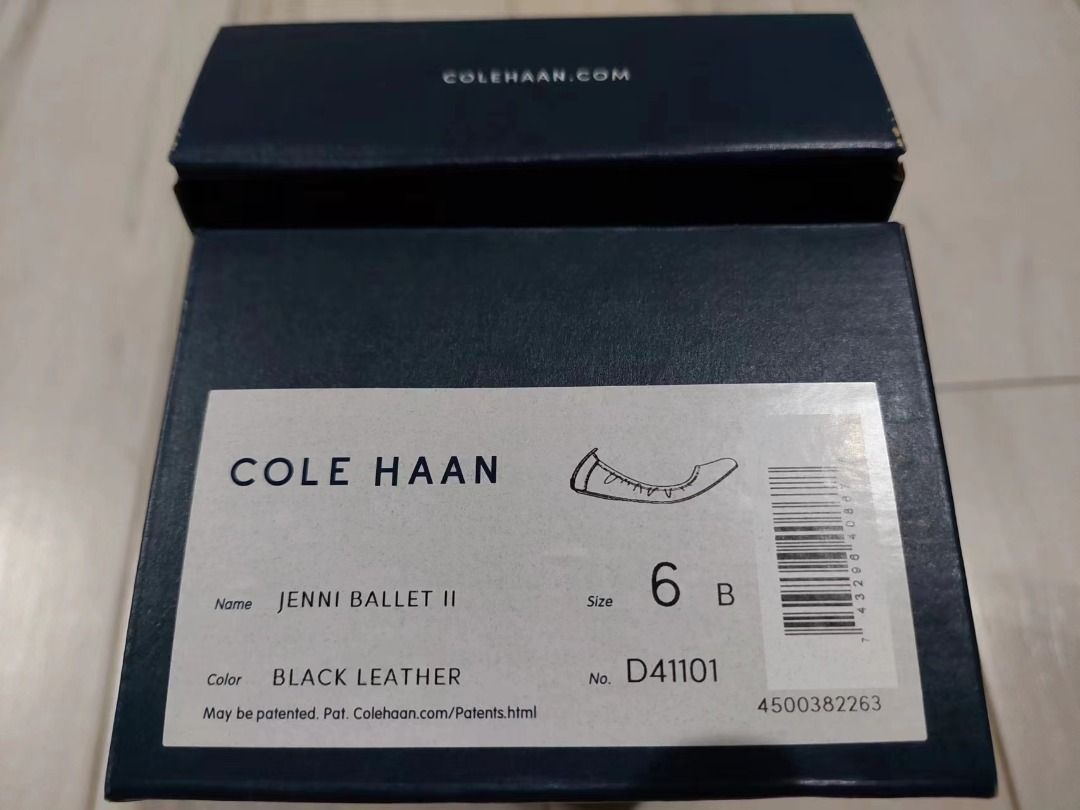 COLEHAAN.COM
COLE HAAN
Name JENNI BALLET II
Size 6 B
Color BLACK LEATHER
No. D41101
May be patented. Pat. Colehaan.com/Patents.html
4500382263